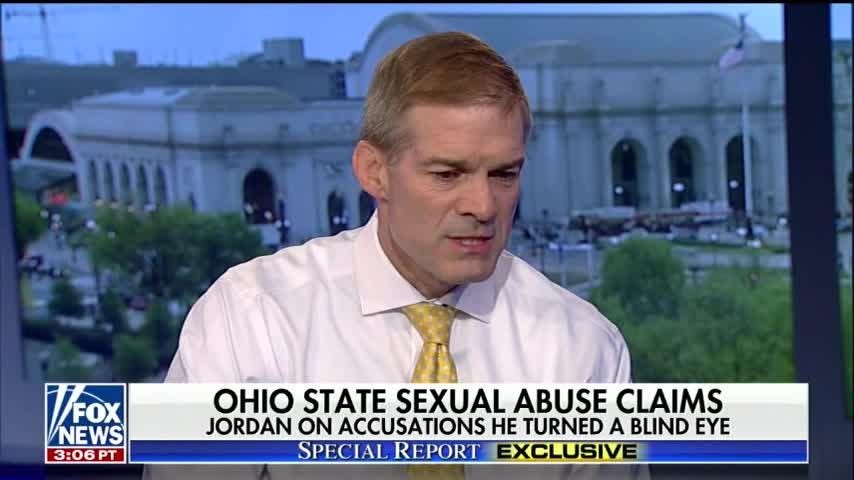 OHIO STATE SEXUAL ABUSE CLAIMS
JORDAN ON ACCUSATIONS HE TURNED A BLIND EYE
FOX
NEWS
3:06 PT
SPECIAL REPORT EXCLUSIVE